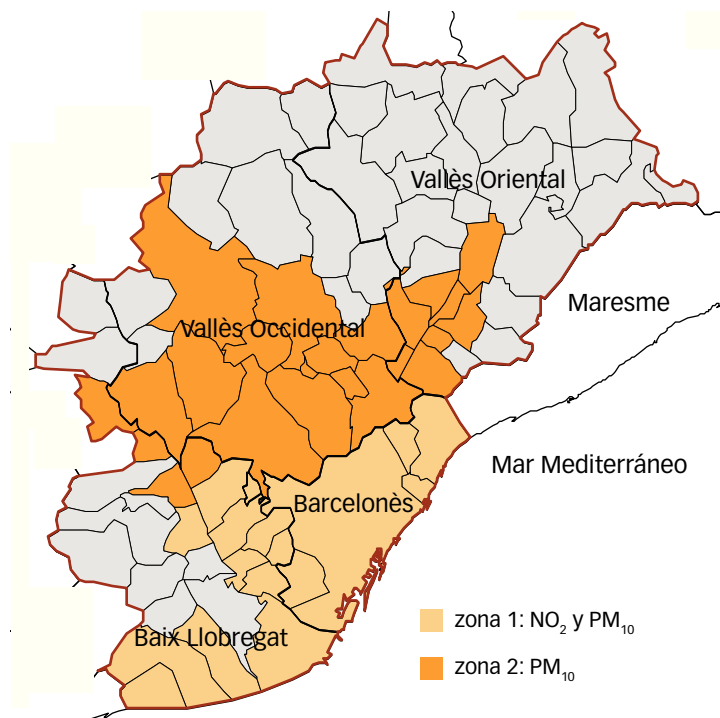 Vallès Oriental
Maresme
Vallès Occidental
Mar Mediterráneo
Barcelonès
Baix Llobregat
zona 1: NO₂ y PM₁₀
zona 2: PM₁₀